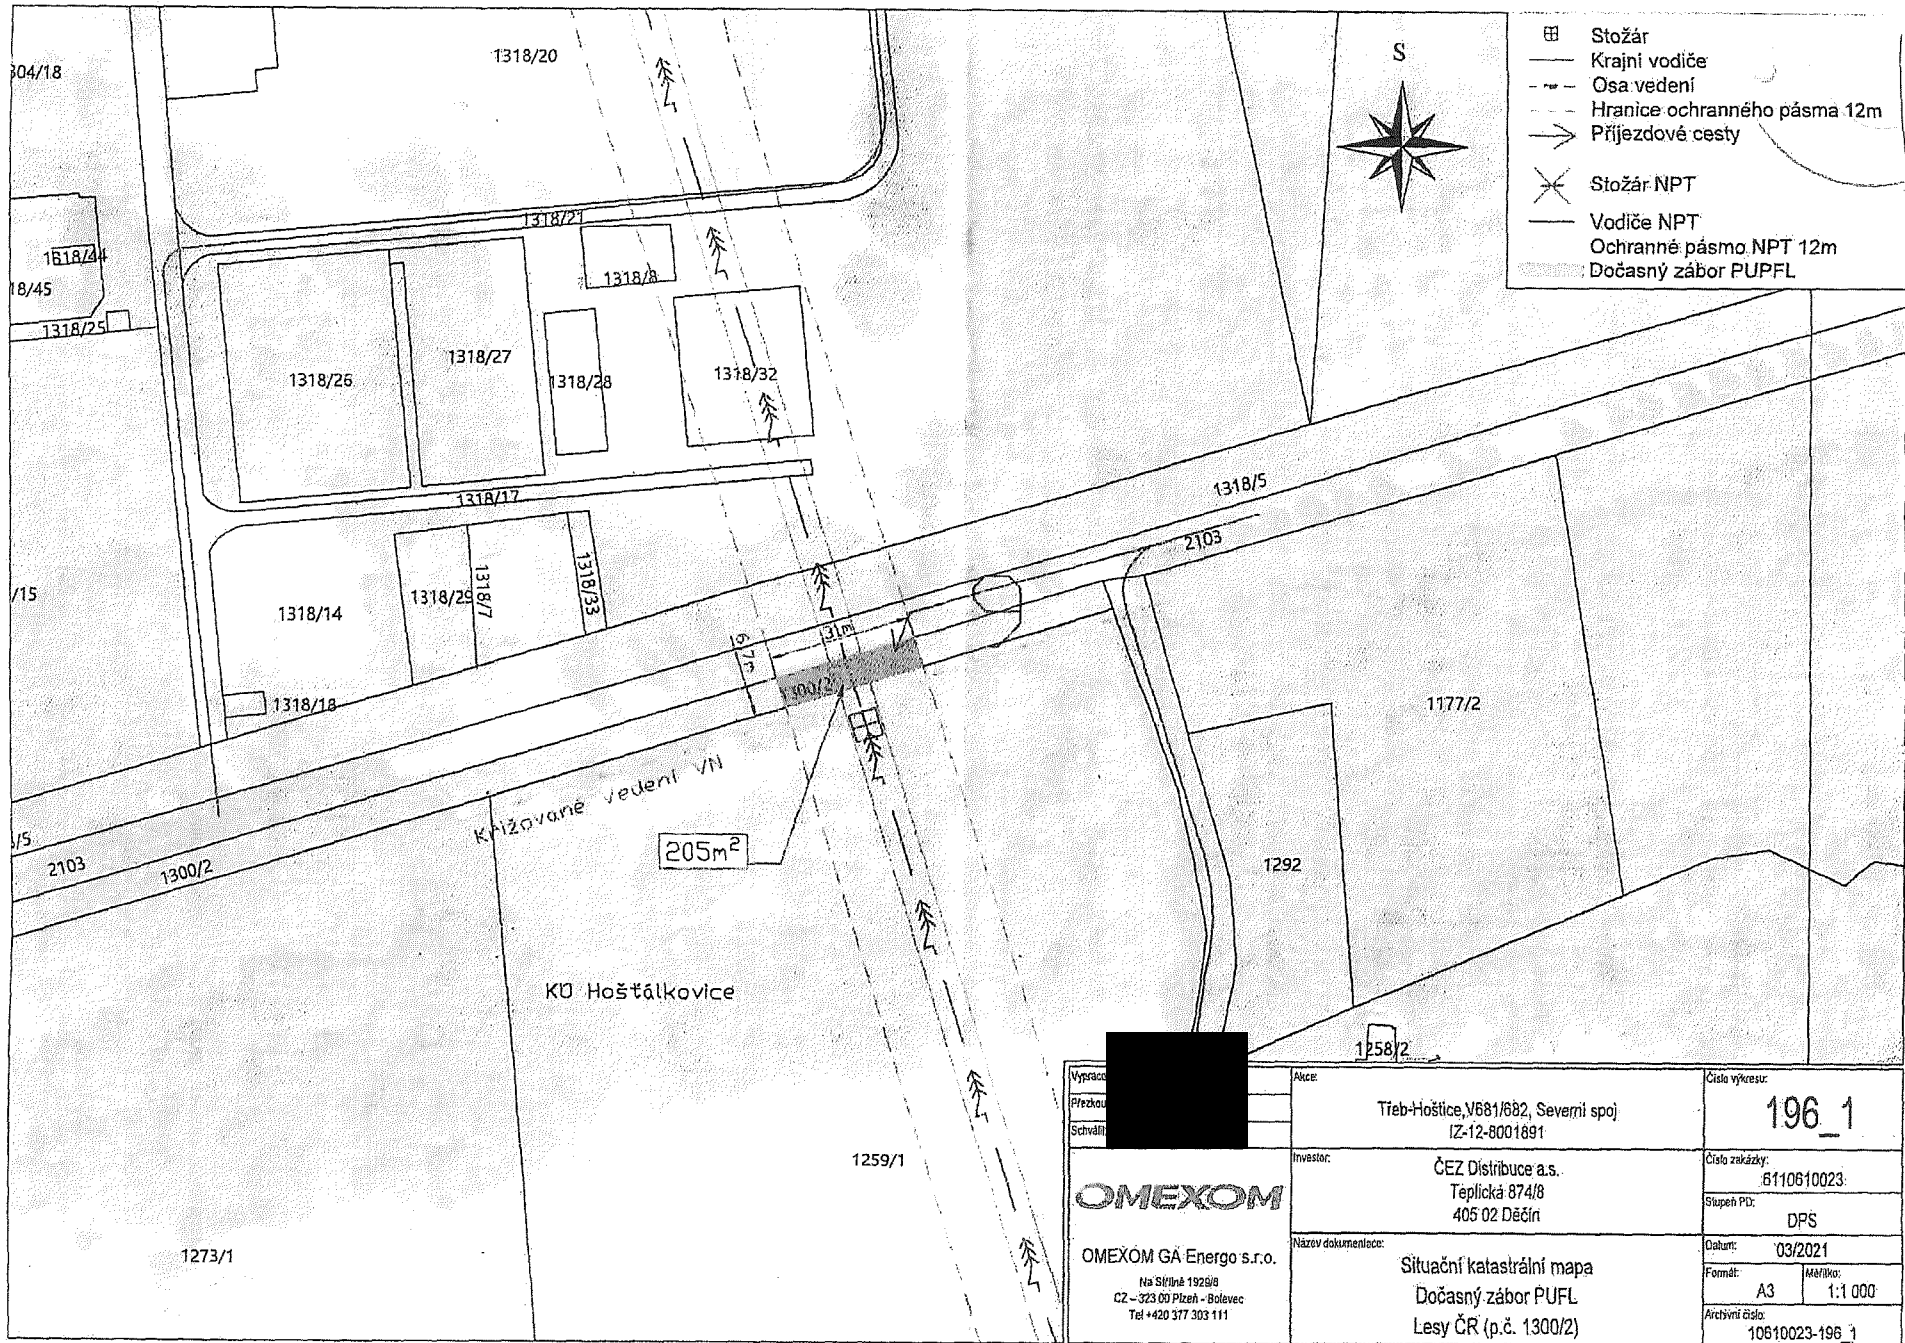 304/18
1318/20
S
Stožár
Krajní vodiče
Osa vedení
Hranice ochranného pásma 12m
Příjezdové cesty
Stožár NPT
Vodiče NPT
Ochranné pásmo NPT 12m
Dočasný zábor PUPFL
1318/21
1618/44
18/45
1318/8
1318/25
1318/27
1318/26
1318/28
1318/32
1318/17
1318/5
2103
/15
1318/14
1318/29
1318/7
1318/33
31m
6,7m
1300/2
1318/18
1177/2
Křižované vedení VN
205m²
/5
2103
1300/2
1292
KÚ Hošťálkovice
1258/2
1259/1
1273/1
Akce:
Třeb-Hoštice,V681/682, Severní spoj
IZ-12-8001891
Číslo výkresu:
196_1
Investor:
ČEZ Distribuce a.s.
Teplická 874/8
405 02 Děčín
Číslo zakázky:
6110610023
Stupeň PD:
DPS
OMEXOM
OMEXOM GA Energo s.r.o.
Na Střílně 1929/8
CZ – 323 00 Plzeň - Bolevec
Tel +420 377 303 111
Název dokumentace:
Situační katastrální mapa
Dočasný zábor PUFL
Lesy ČR (p.č. 1300/2)
Datum:
03/2021
Formát:
A3
Měřítko:
1:1 000
Archivní číslo:
10610023-196_1